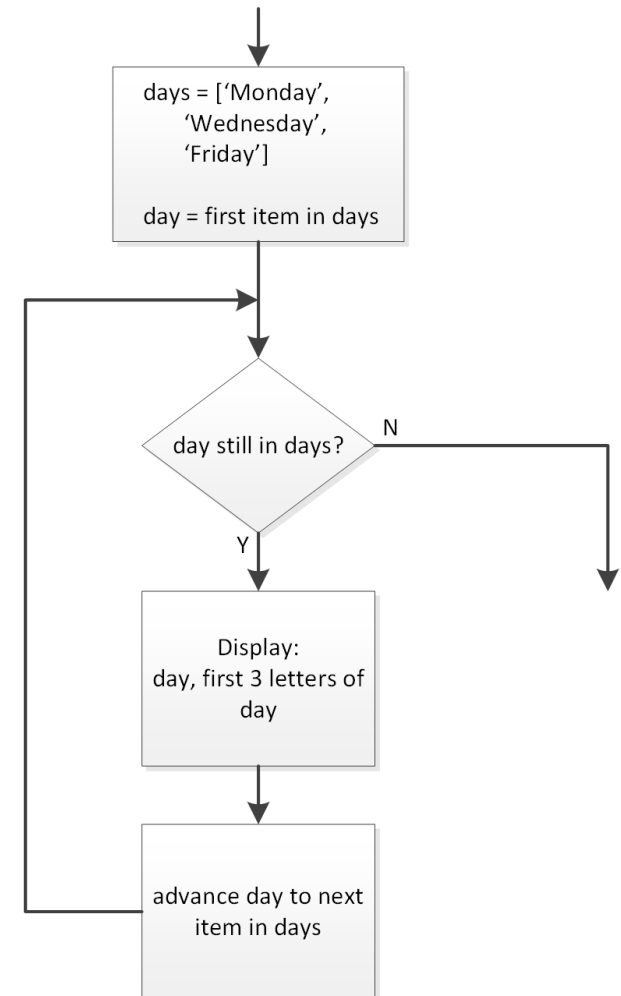 days = [‘Monday’,
‘Wednesday’,
‘Friday’]
day = first item in days
day still in days?
N
Y
Display:
day, first 3 letters of
day
advance day to next
item in days